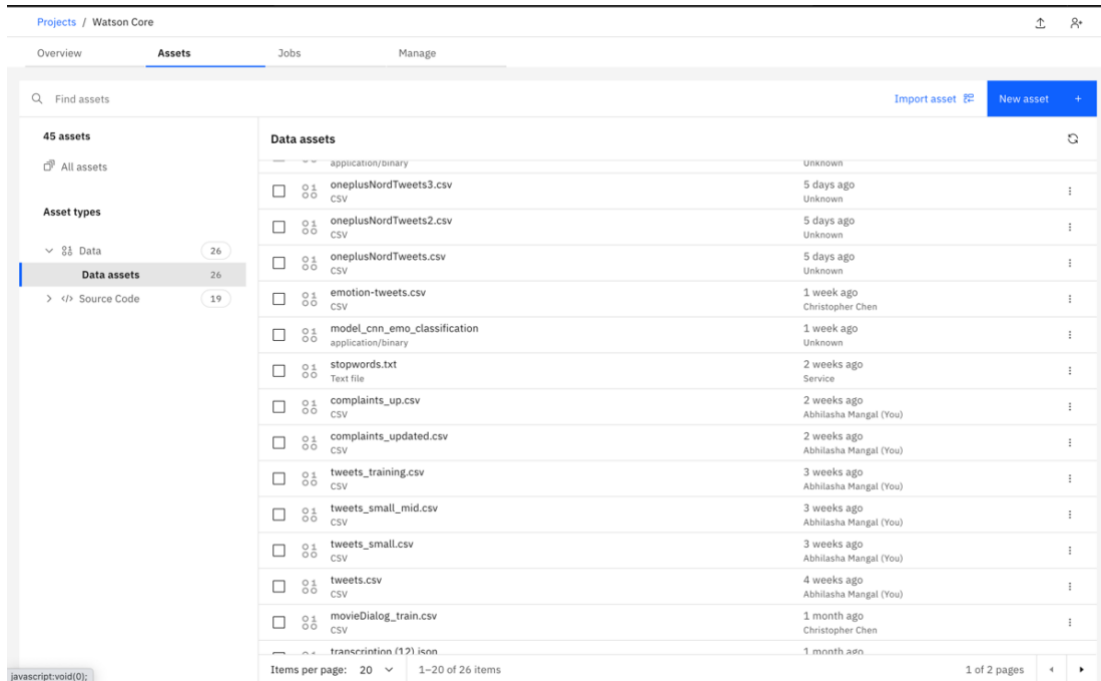 Projects / Watson Core
Overview Assets Jobs Manage
Find assets Import asset New asset +
45 assets
All assets
Asset types
Data 26
Data assets 26
Source Code 19
Data assets
application/binary Unknown
oneplusNordTweets3.csv 5 days ago
CSV Unknown
oneplusNordTweets2.csv 5 days ago
CSV Unknown
oneplusNordTweets.csv 5 days ago
CSV Unknown
emotion-tweets.csv 1 week ago
CSV Christopher Chen
model_cnn_emo_classification 1 week ago
application/binary Unknown
stopwords.txt 2 weeks ago
Text file Service
complaints_up.csv 2 weeks ago
CSV Abhilasha Mangal (You)
complaints_updated.csv 2 weeks ago
CSV Abhilasha Mangal (You)
tweets_training.csv 3 weeks ago
CSV Abhilasha Mangal (You)
tweets_small_mid.csv 3 weeks ago
CSV Abhilasha Mangal (You)
tweets_small.csv 3 weeks ago
CSV Abhilasha Mangal (You)
tweets.csv 4 weeks ago
CSV Abhilasha Mangal (You)
movieDialog_train.csv 1 month ago
CSV Christopher Chen
transcription (12).json 1 month ago
Items per page: 20 1–20 of 26 items 1 of 2 pages
javascript:void(0);